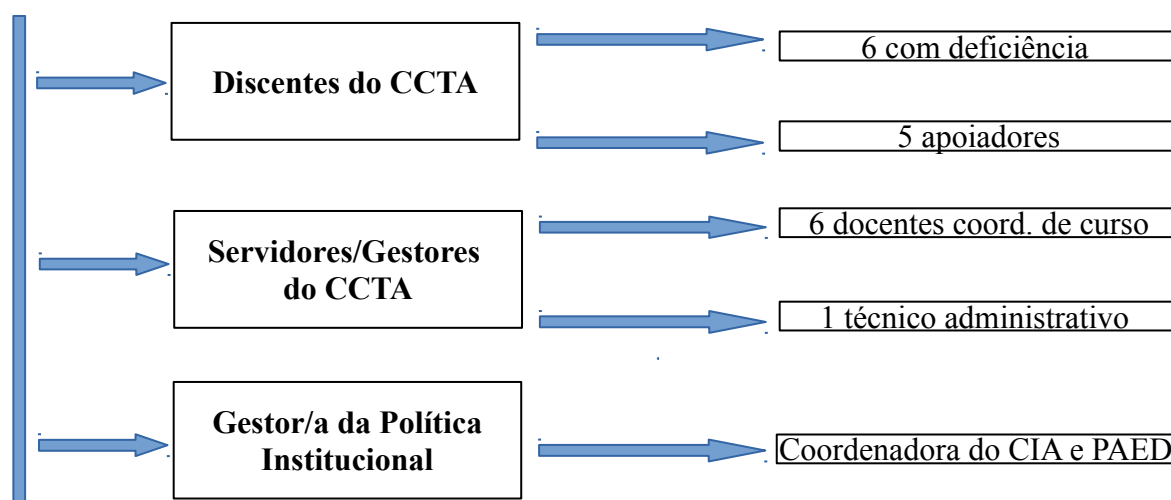 Discentes do CCTA
6 com deficiência
5 apoiadores
Servidores/Gestores
do CCTA
6 docentes coord. de curso
1 técnico administrativo
Gestor/a da Política
Institucional
Coordenadora do CIA e PAED